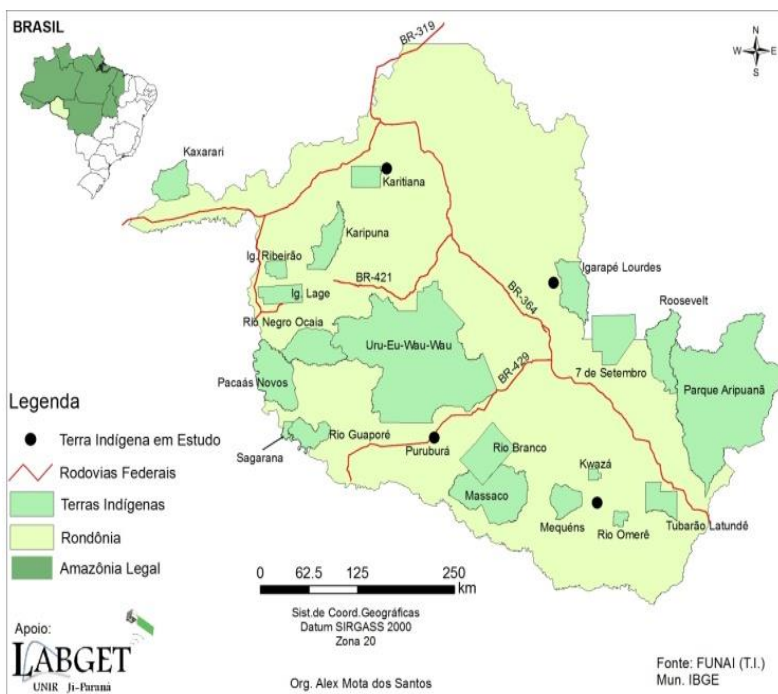 BRASIL
BR-319
N
W E
S
Kaxarari
Karitiana
Karipuna
Ig. Ribeirão
BR-421
Ig. Lage
Igarapé Lourdes
BR-364
Roosevelt
Rio Negro Ocaia
Uru-Eu-Wau-Wau
7 de Setembro
BR-429
Pacaás Novos
Parque Aripuanã
Legenda
Terra Indígena em Estudo
Rodovias Federais
Terras Indígenas
Rondônia
Amazônia Legal
Sagarana
Rio Guaporé
Puruburá
Rio Branco
Kwazá
Massaco
Mequéns
Rio Omerê
Tubarão Latundê
0 62.5 125 250
km
Sist.de Coord.Geográficas
Datum SIRGASS 2000
Zona 20
Apoio:
LABGET
UNIR Ji-Paraná
Org. Alex Mota dos Santos
Fonte: FUNAI (T.I.)
Mun. IBGE